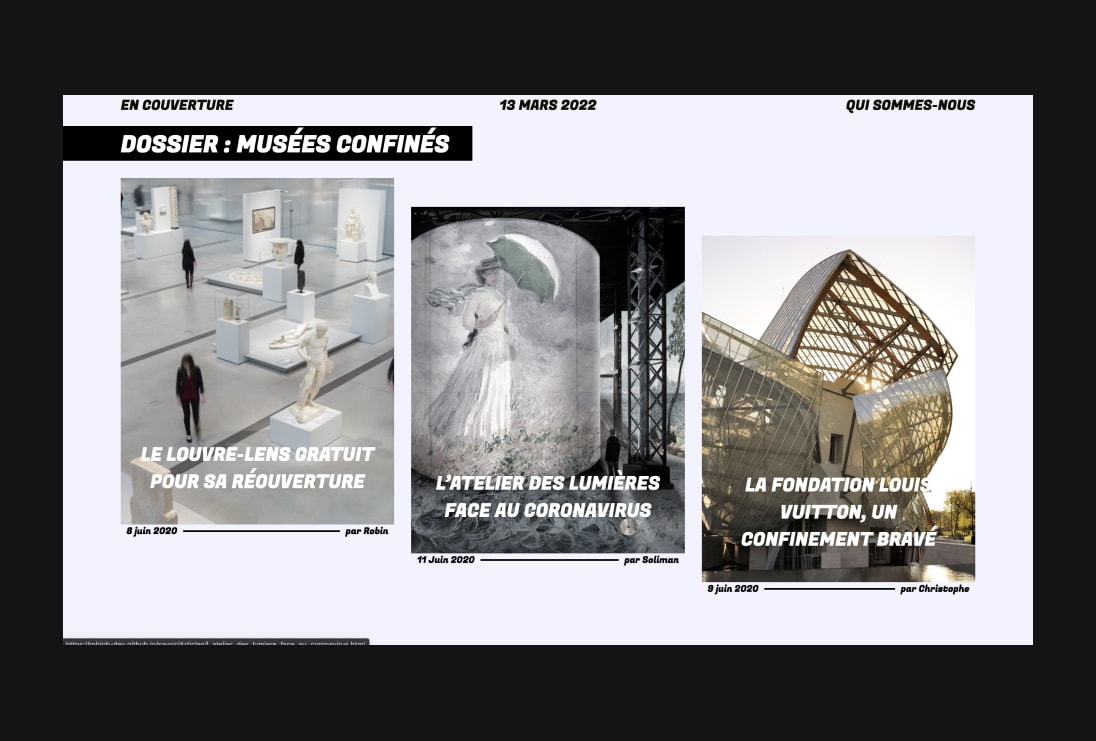 EN COUVERTURE
13 MARS 2022
QUI SOMMES-NOUS
DOSSIER : MUSÉES CONFINÉS
LE LOUVRE-LENS GRATUIT
POUR SA RÉOUVERTURE
8 juin 2020
par Robin
L'ATELIER DES LUMIÈRES
FACE AU CORONAVIRUS
11 Juin 2020
par Soliman
LA FONDATION LOUIS
VUITTON, UN
CONFINEMENT BRAVÉ
9 juin 2020
par Christophe